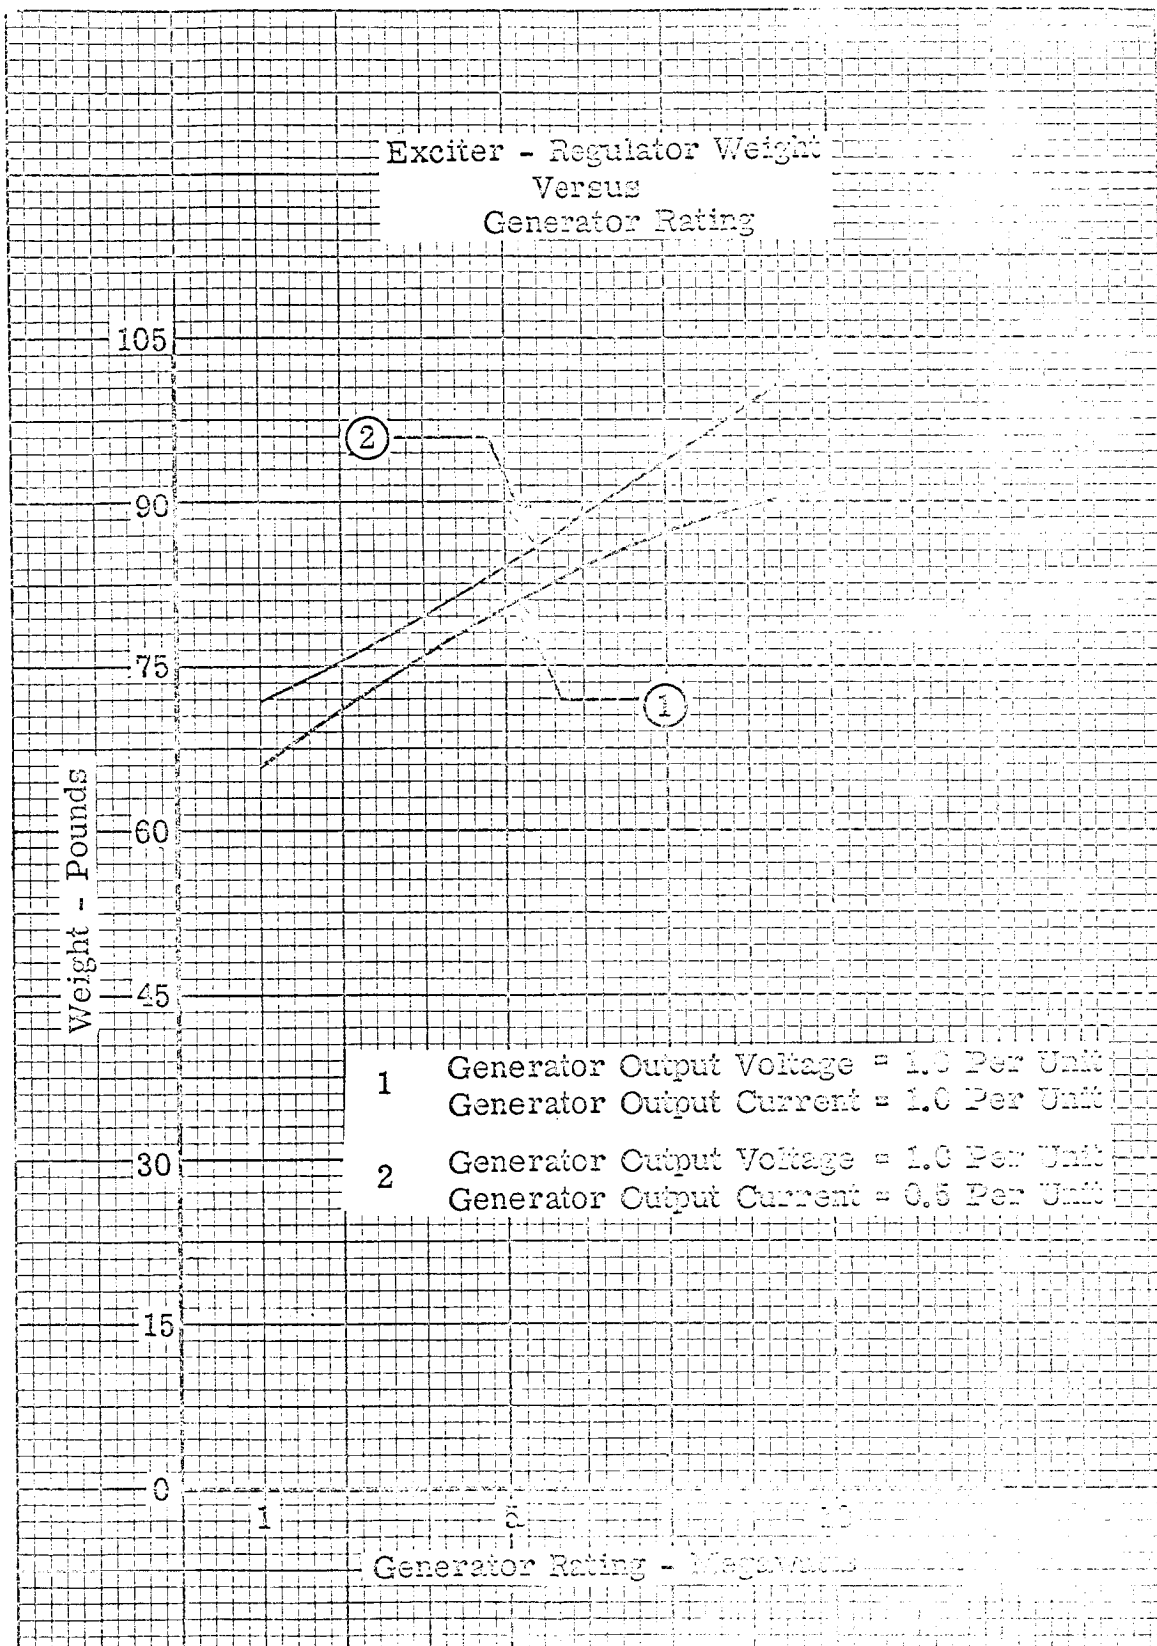 Exciter - Regulator Weight
Versus
Generator Rating
105
90
75
60
45
30
15
0
Weight - Pounds
2
1
1 Generator Output Voltage = 1.0 Per Unit
Generator Output Current = 1.0 Per Unit
2 Generator Output Voltage = 1.0 Per Unit
Generator Output Current = 0.5 Per Unit
1 5 10
Generator Rating - Megawatts